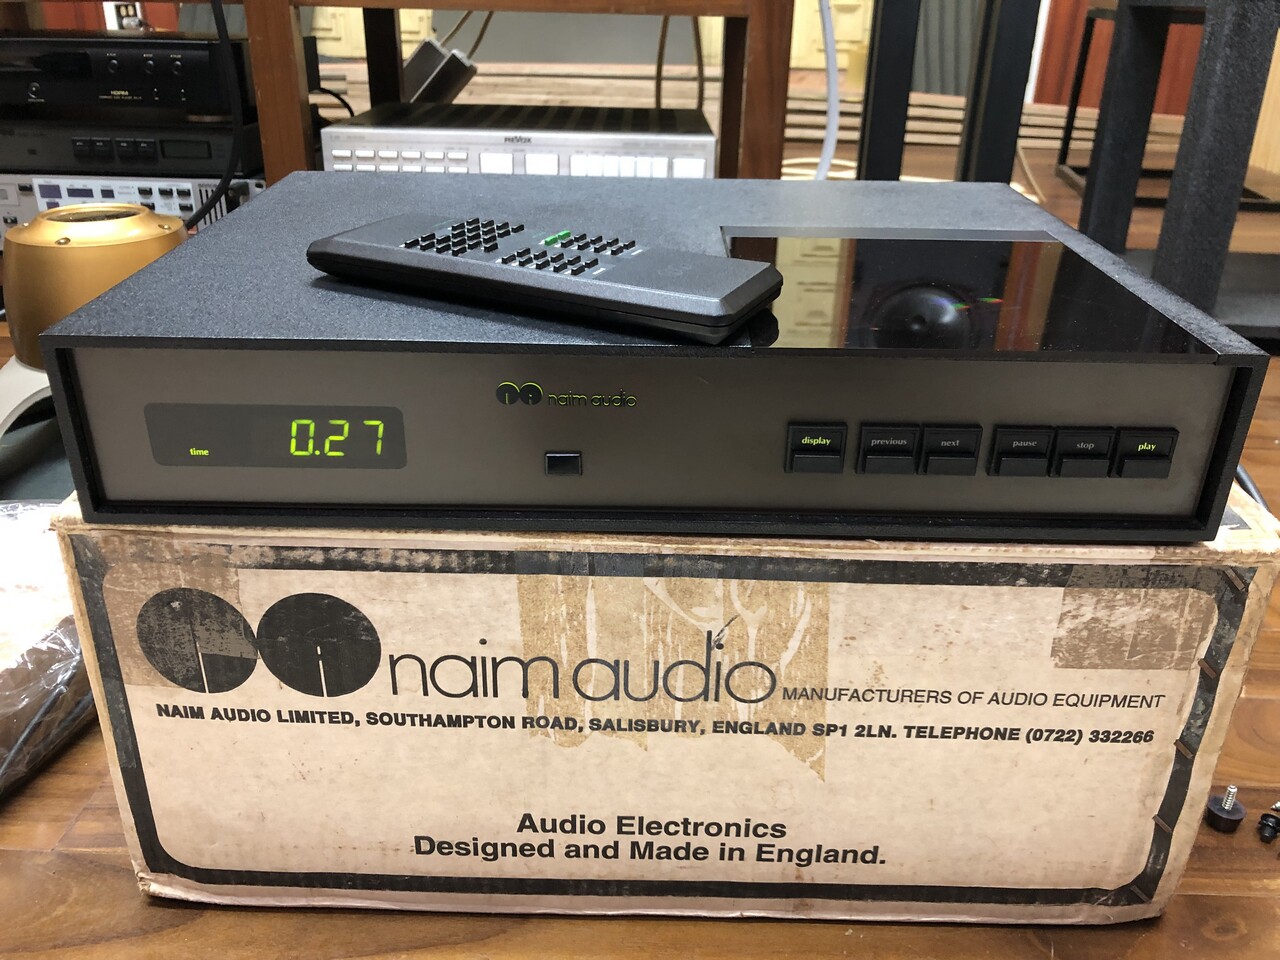 REVOX
naim audio
time
0.27
display
previous
next
pause
stop
play
naim audio MANUFACTURERS OF AUDIO EQUIPMENT
NAIM AUDIO LIMITED, SOUTHAMPTON ROAD, SALISBURY, ENGLAND SP1 2LN. TELEPHONE (0722) 332266
Audio Electronics
Designed and Made in England.